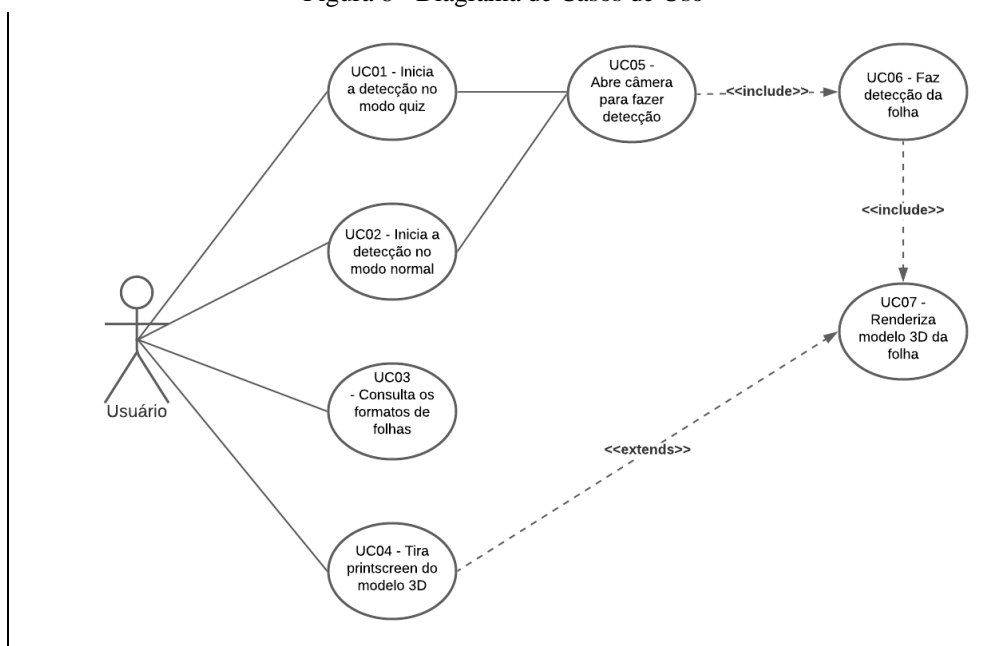 Figura 8 - Diagrama de Casos de Uso
UC01 - Inicia
a detecção no
modo quiz
UC05 -
Abre câmera
para fazer
detecção
<<include>>
UC06 - Faz
detecção da
folha
UC02 - Inicia a
detecção no
modo normal
<<include>>
UC07 -
Renderiza
modelo 3D da
folha
Usuário
UC03
- Consulta os
formatos de
folhas
<<extends>>
UC04 - Tira
printscreen do
modelo 3D